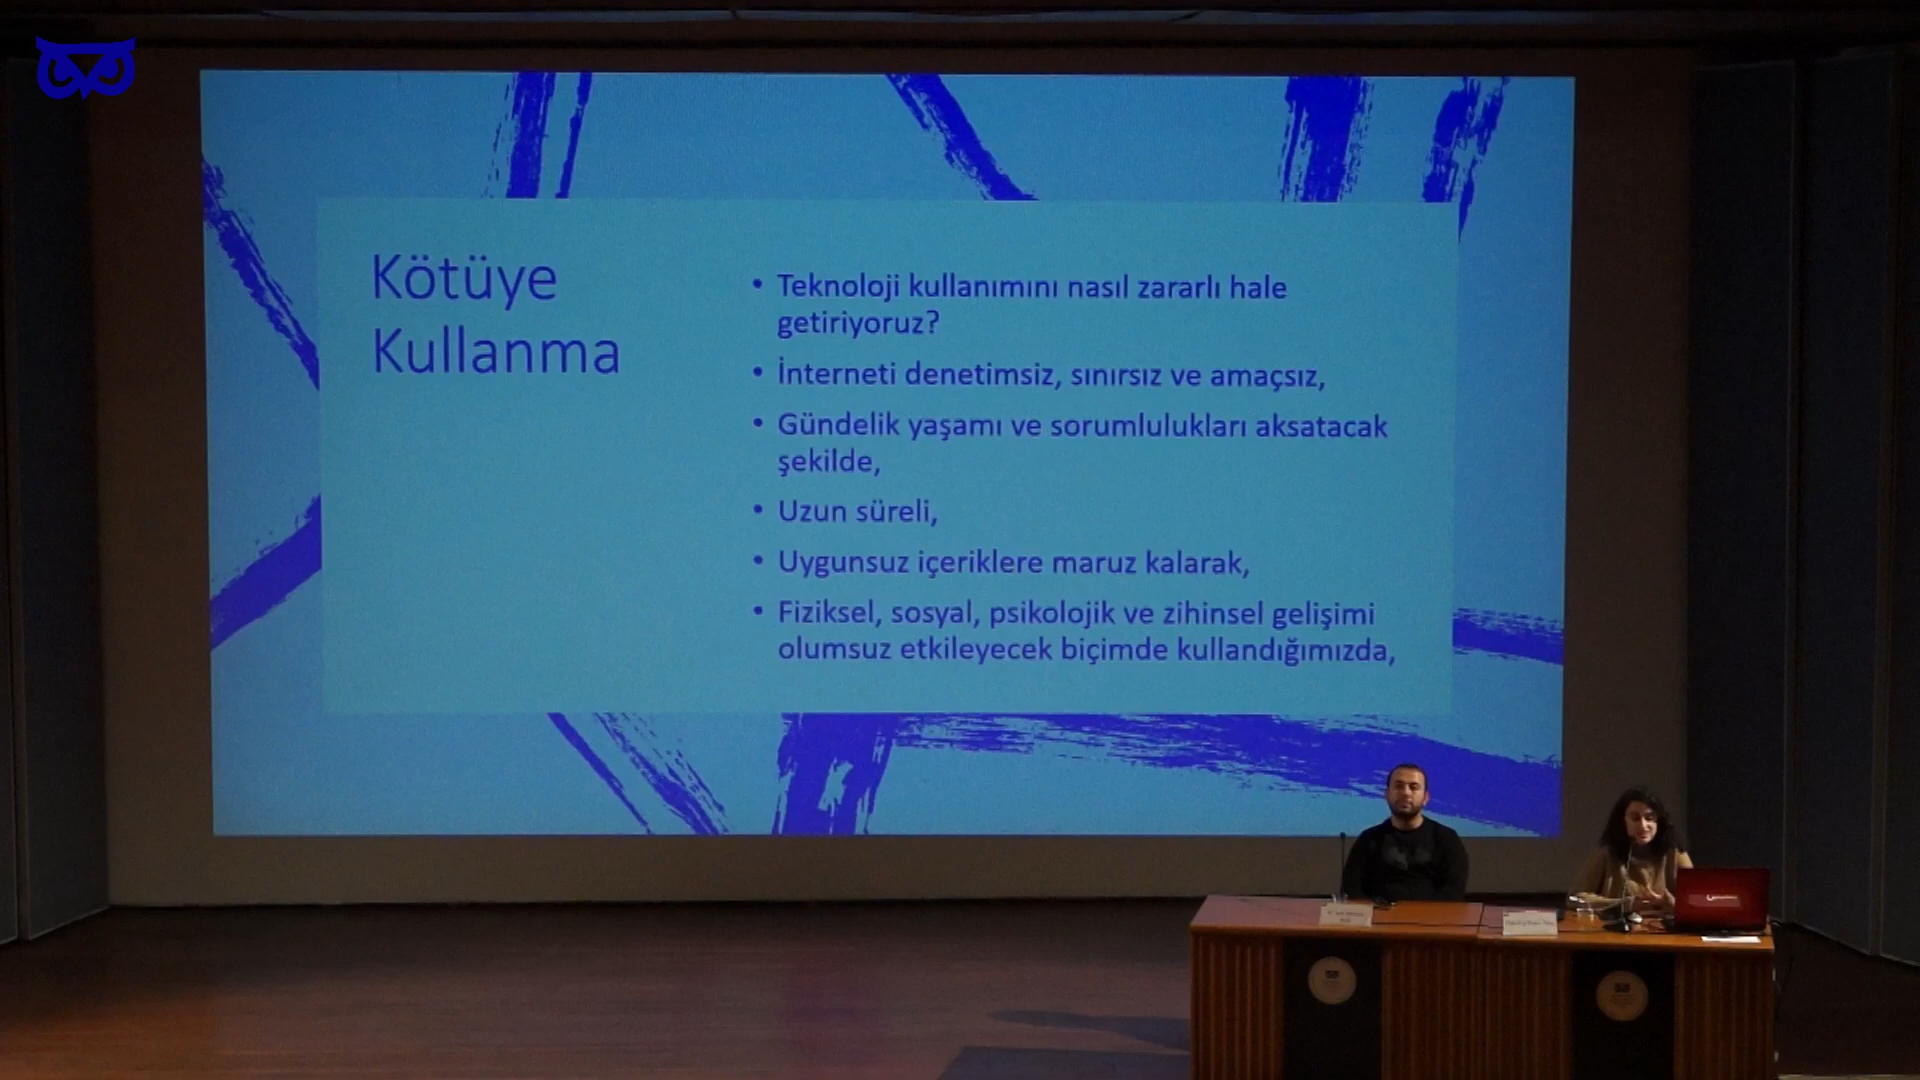 Kötüye
Kullanma
• Teknoloji kullanımını nasıl zararlı hale
getiriyoruz?
• İnterneti denetimsiz, sınırsız ve amaçsız,
• Gündelik yaşamı ve sorumlulukları aksatacak
şekilde,
• Uzun süreli,
• Uygunsuz içeriklere maruz kalarak,
• Fiziksel, sosyal, psikolojik ve zihinsel gelişimi
olumsuz etkileyecek biçimde kullandığımızda,